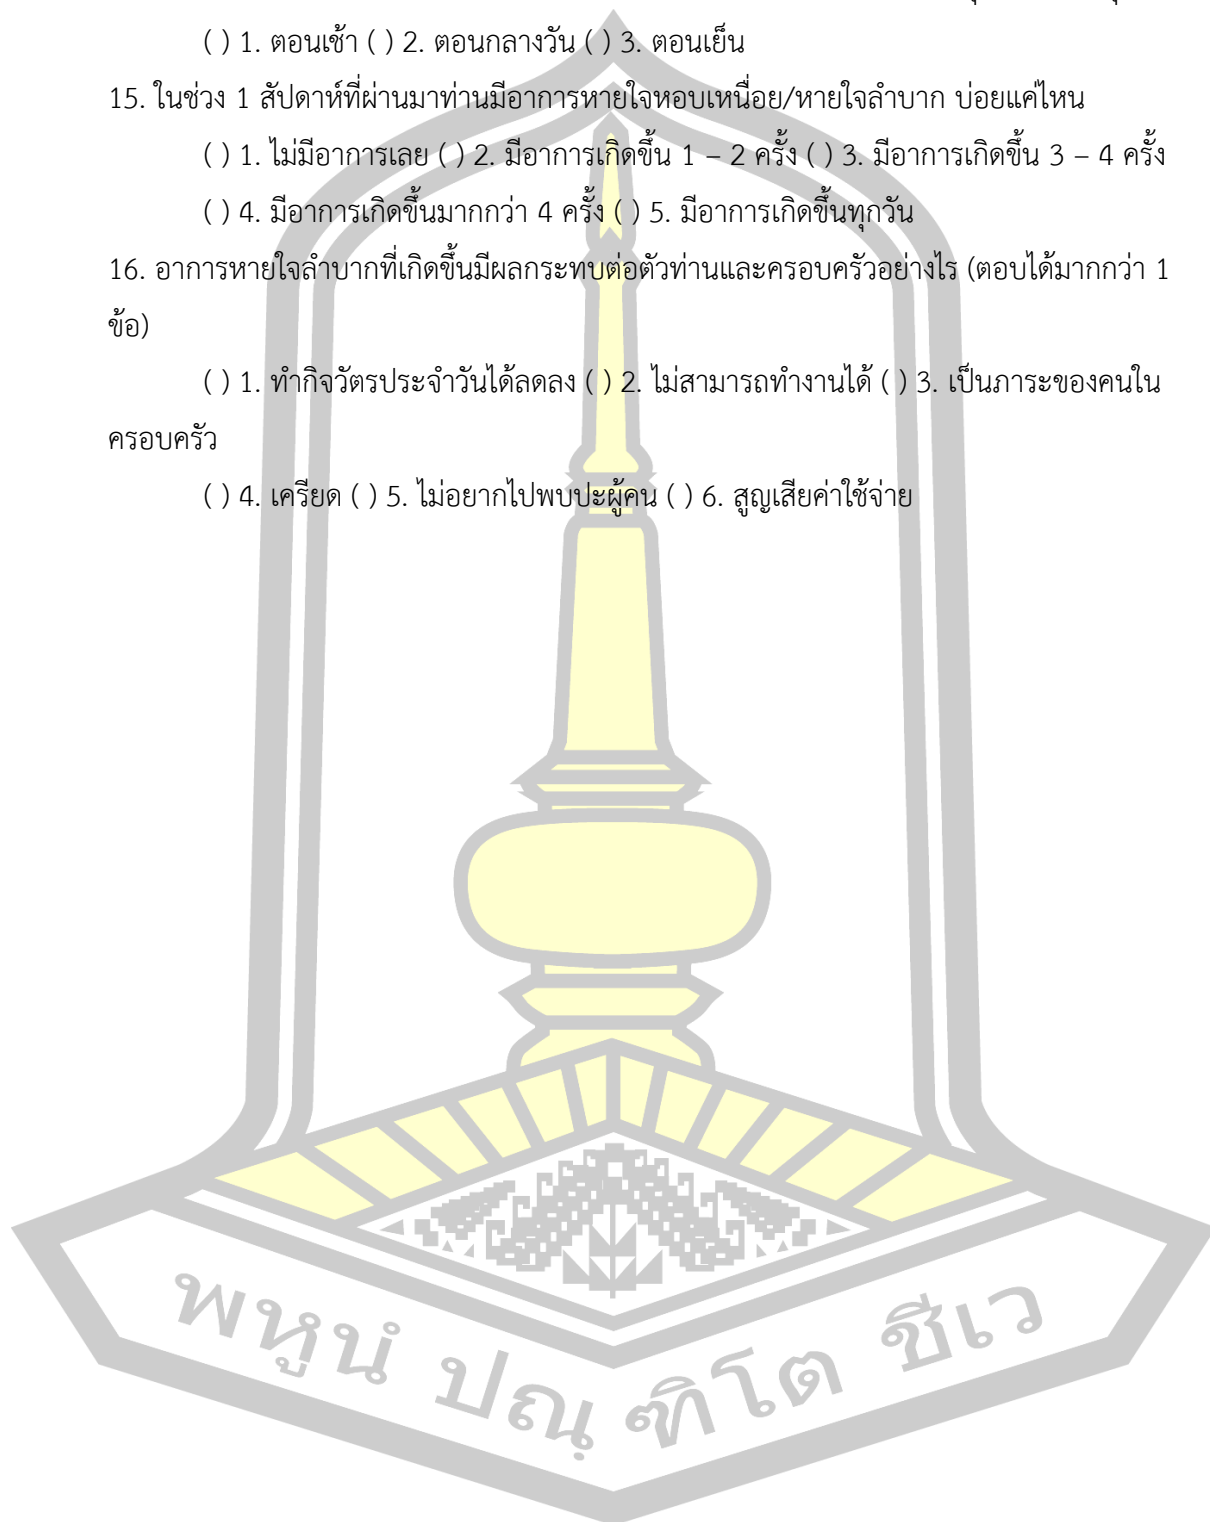 ( ) 1. ตอนเช้า ( ) 2. ตอนกลางวัน ( ) 3. ตอนเย็น
15. ในช่วง 1 สัปดาห์ที่ผ่านมาท่านมีอาการหายใจหอบเหนื่อย/หายใจลำบาก บ่อยแค่ไหน
( ) 1. ไม่มีอาการเลย ( ) 2. มีอาการเกิดขึ้น 1 – 2 ครั้ง ( ) 3. มีอาการเกิดขึ้น 3 – 4 ครั้ง
( ) 4. มีอาการเกิดขึ้นมากกว่า 4 ครั้ง ( ) 5. มีอาการเกิดขึ้นทุกวัน
16. อาการหายใจลำบากที่เกิดขึ้นมีผลกระทบต่อตัวท่านและครอบครัวอย่างไร (ตอบได้มากกว่า 1
ข้อ)
( ) 1. ทำกิจวัตรประจำวันได้ลดลง ( ) 2. ไม่สามารถทำงานได้ ( ) 3. เป็นภาระของคนใน
ครอบครัว
( ) 4. เครียด ( ) 5. ไม่อยากไปพบปะผู้คน ( ) 6. สูญเสียค่าใช้จ่าย
พหูนํ ปณฺฑิโต ชีเว